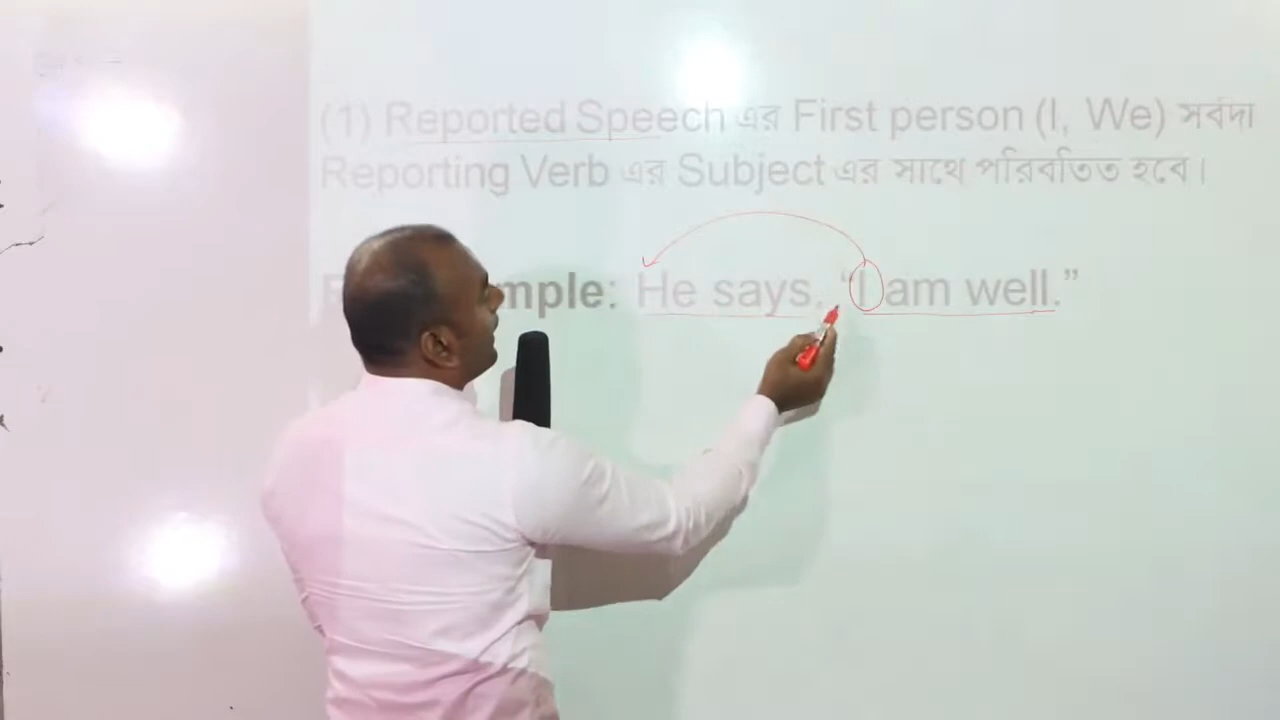 (1) Reported Speech এর First person (I, We) সর্বদা
Reporting Verb এর Subject এর সাথে পরিবতিত হবে।
mple: He says, “I am well.”